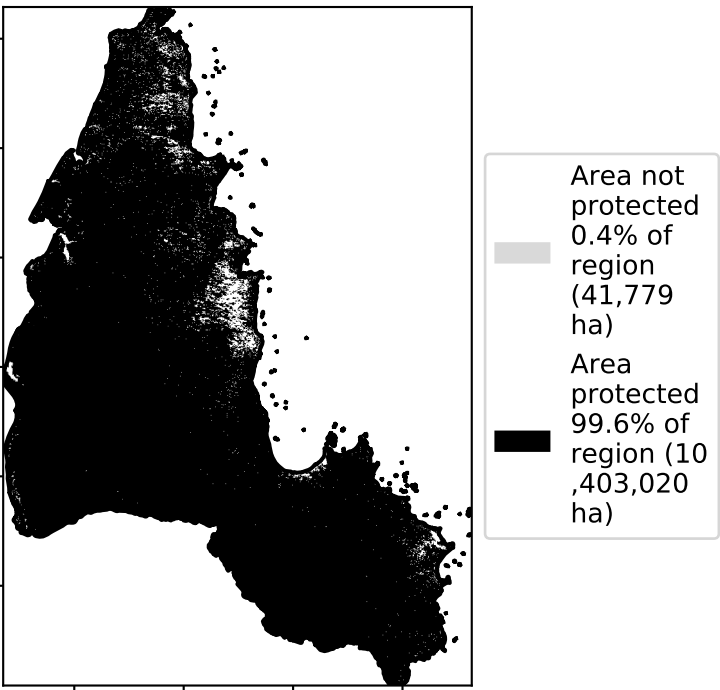 Area not
protected
0.4% of
region
(41,779
ha)
Area
protected
99.6% of
region (10
,403,020
ha)